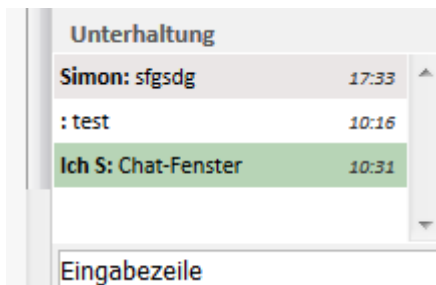 Unterhaltung
Simon: sfgsdg 17:33
: test 10:16
Ich S: Chat-Fenster 10:31
Eingabezeile